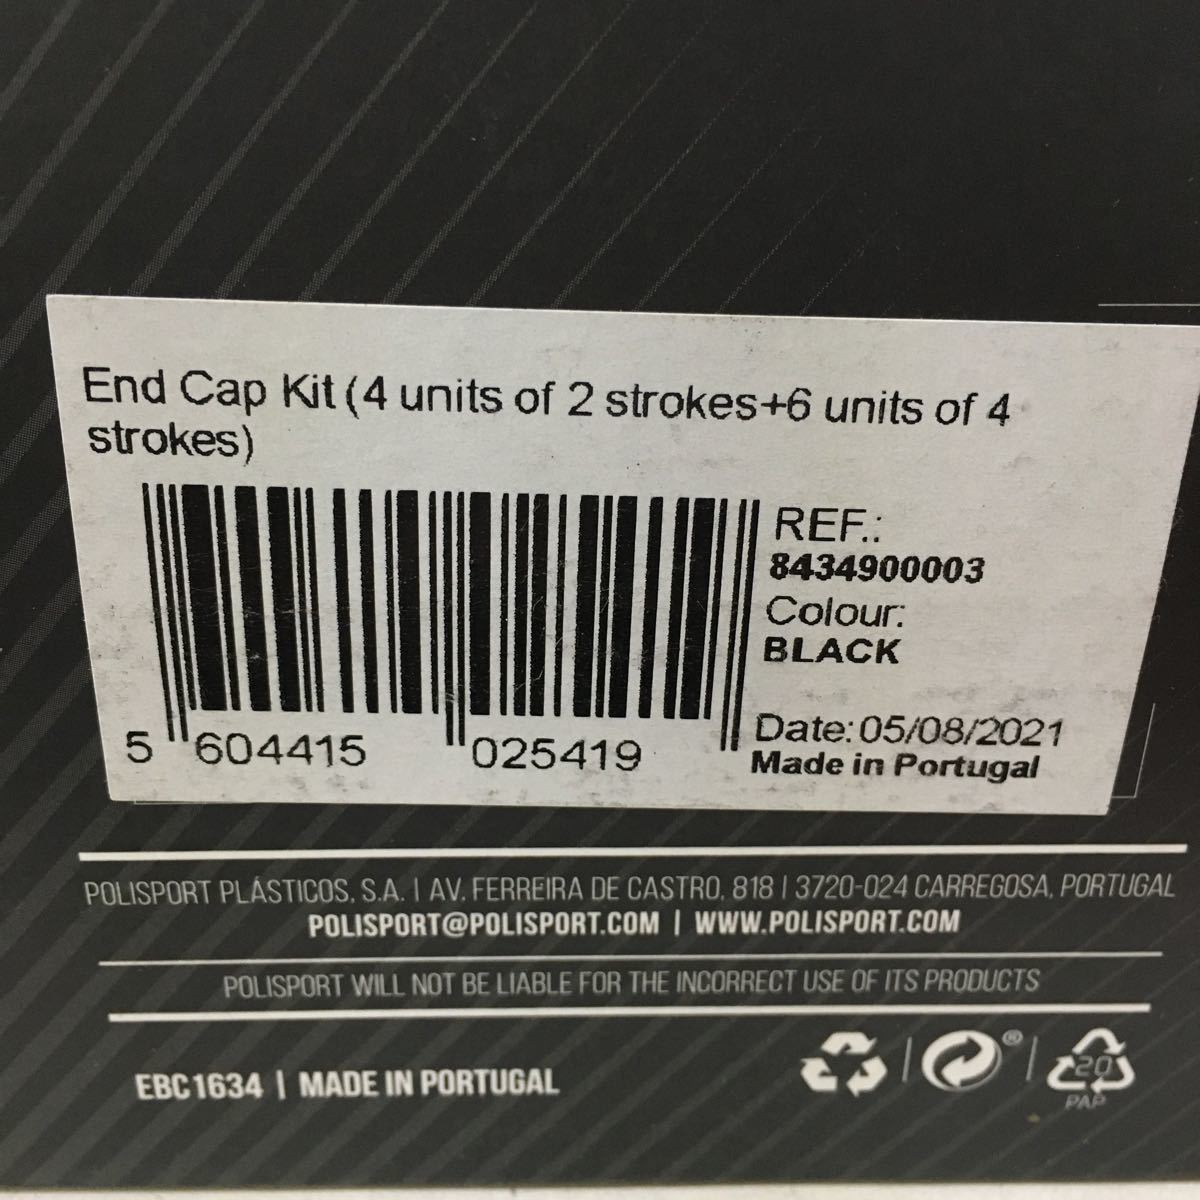 End Cap Kit (4 units of 2 strokes+6 units of 4
strokes)
REF.:
8434900003
Colour:
BLACK
Date: 05/08/2021
Made in Portugal
5 604415 025419
POLISPORT PLÁSTICOS, S.A. | AV. FERREIRA DE CASTRO, 818 | 3720-024 CARREGOSA, PORTUGAL
POLISPORT@POLISPORT.COM | WWW.POLISPORT.COM
POLISPORT WILL NOT BE LIABLE FOR THE INCORRECT USE OF ITS PRODUCTS
EBC1634 | MADE IN PORTUGAL
®
20
PAP